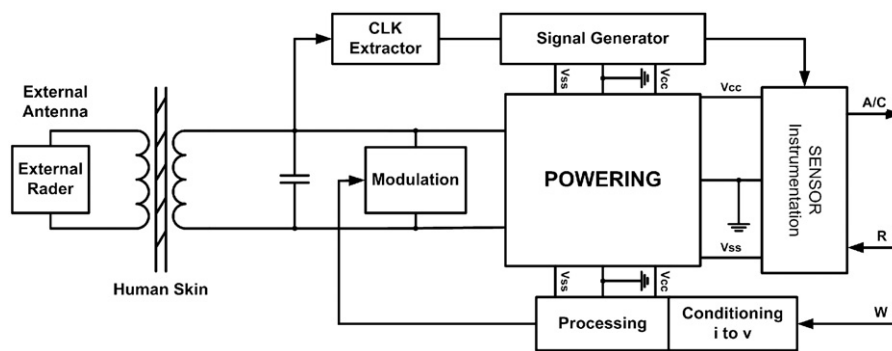 CLK
Extractor
Signal Generator
Vss
Vcc
External
Antenna
External
Rader
Human Skin
Modulation
POWERING
Vcc
Vss
SENSOR
Instrumentation
A/C
R
W
Vss
Vcc
Processing
Conditioning
i to v